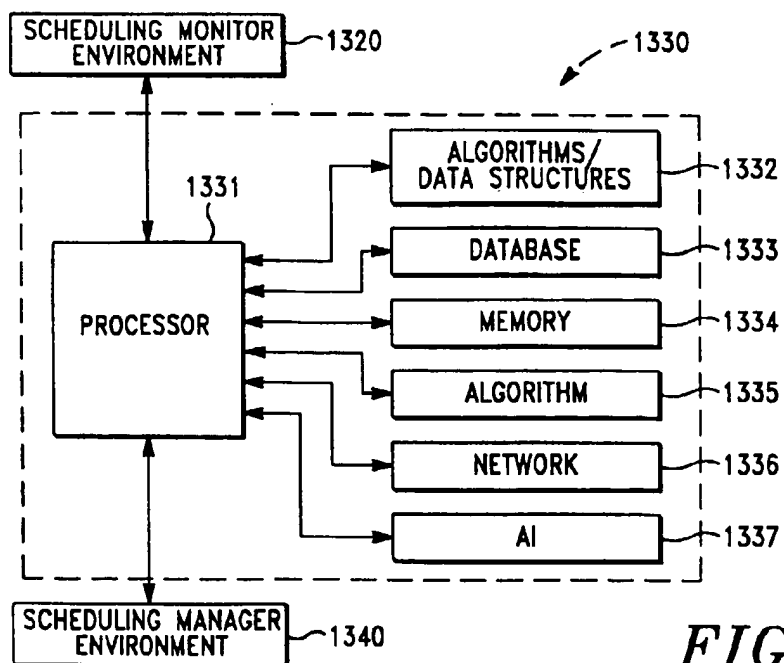 SCHEDULING MONITOR
ENVIRONMENT
1320
1330
1331
PROCESSOR
ALGORITHMS/
DATA STRUCTURES
1332
DATABASE
1333
MEMORY
1334
ALGORITHM
1335
NETWORK
1336
AI
1337
SCHEDULING MANAGER
ENVIRONMENT
1340
FIG